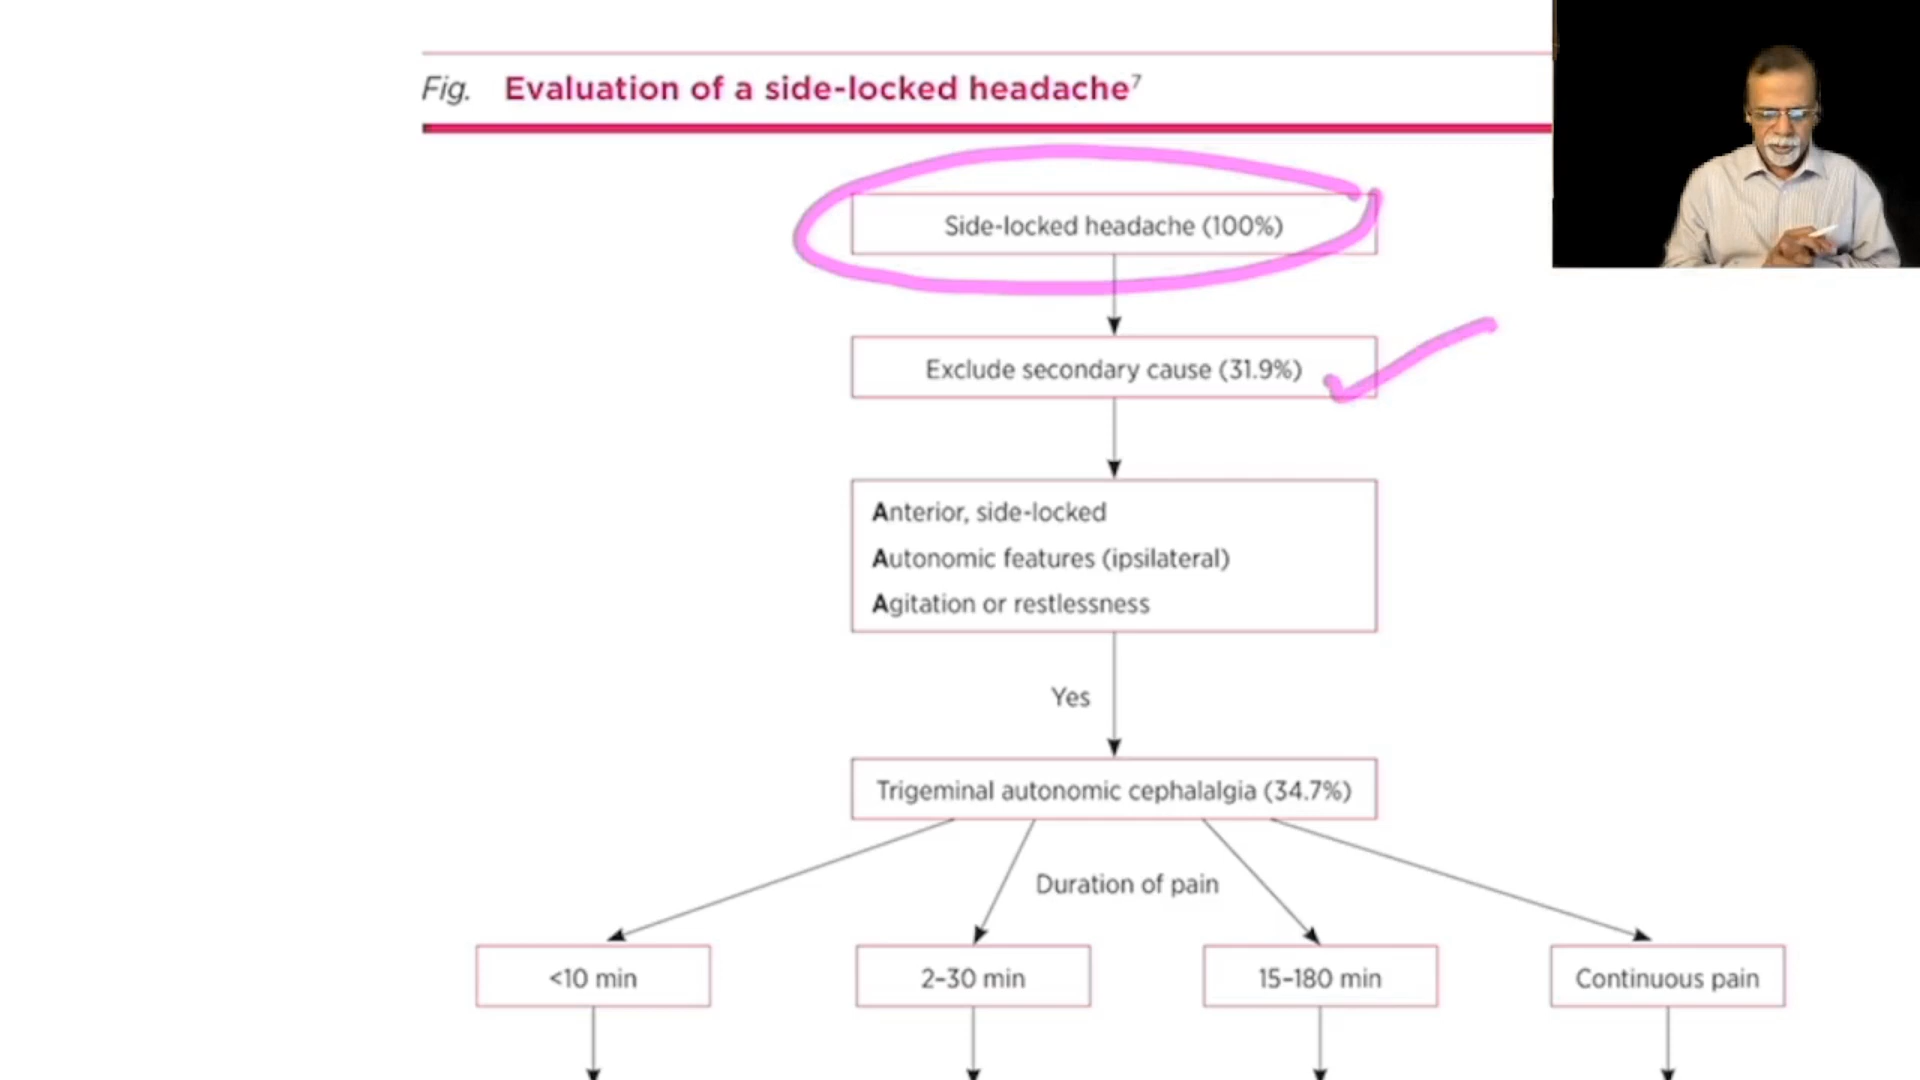 Fig. Evaluation of a side-locked headache⁷
Side-locked headache (100%)
Exclude secondary cause (31.9%)
Anterior, side-locked
Autonomic features (ipsilateral)
Agitation or restlessness
Yes
Trigeminal autonomic cephalalgia (34.7%)
Duration of pain
<10 min
2–30 min
15–180 min
Continuous pain